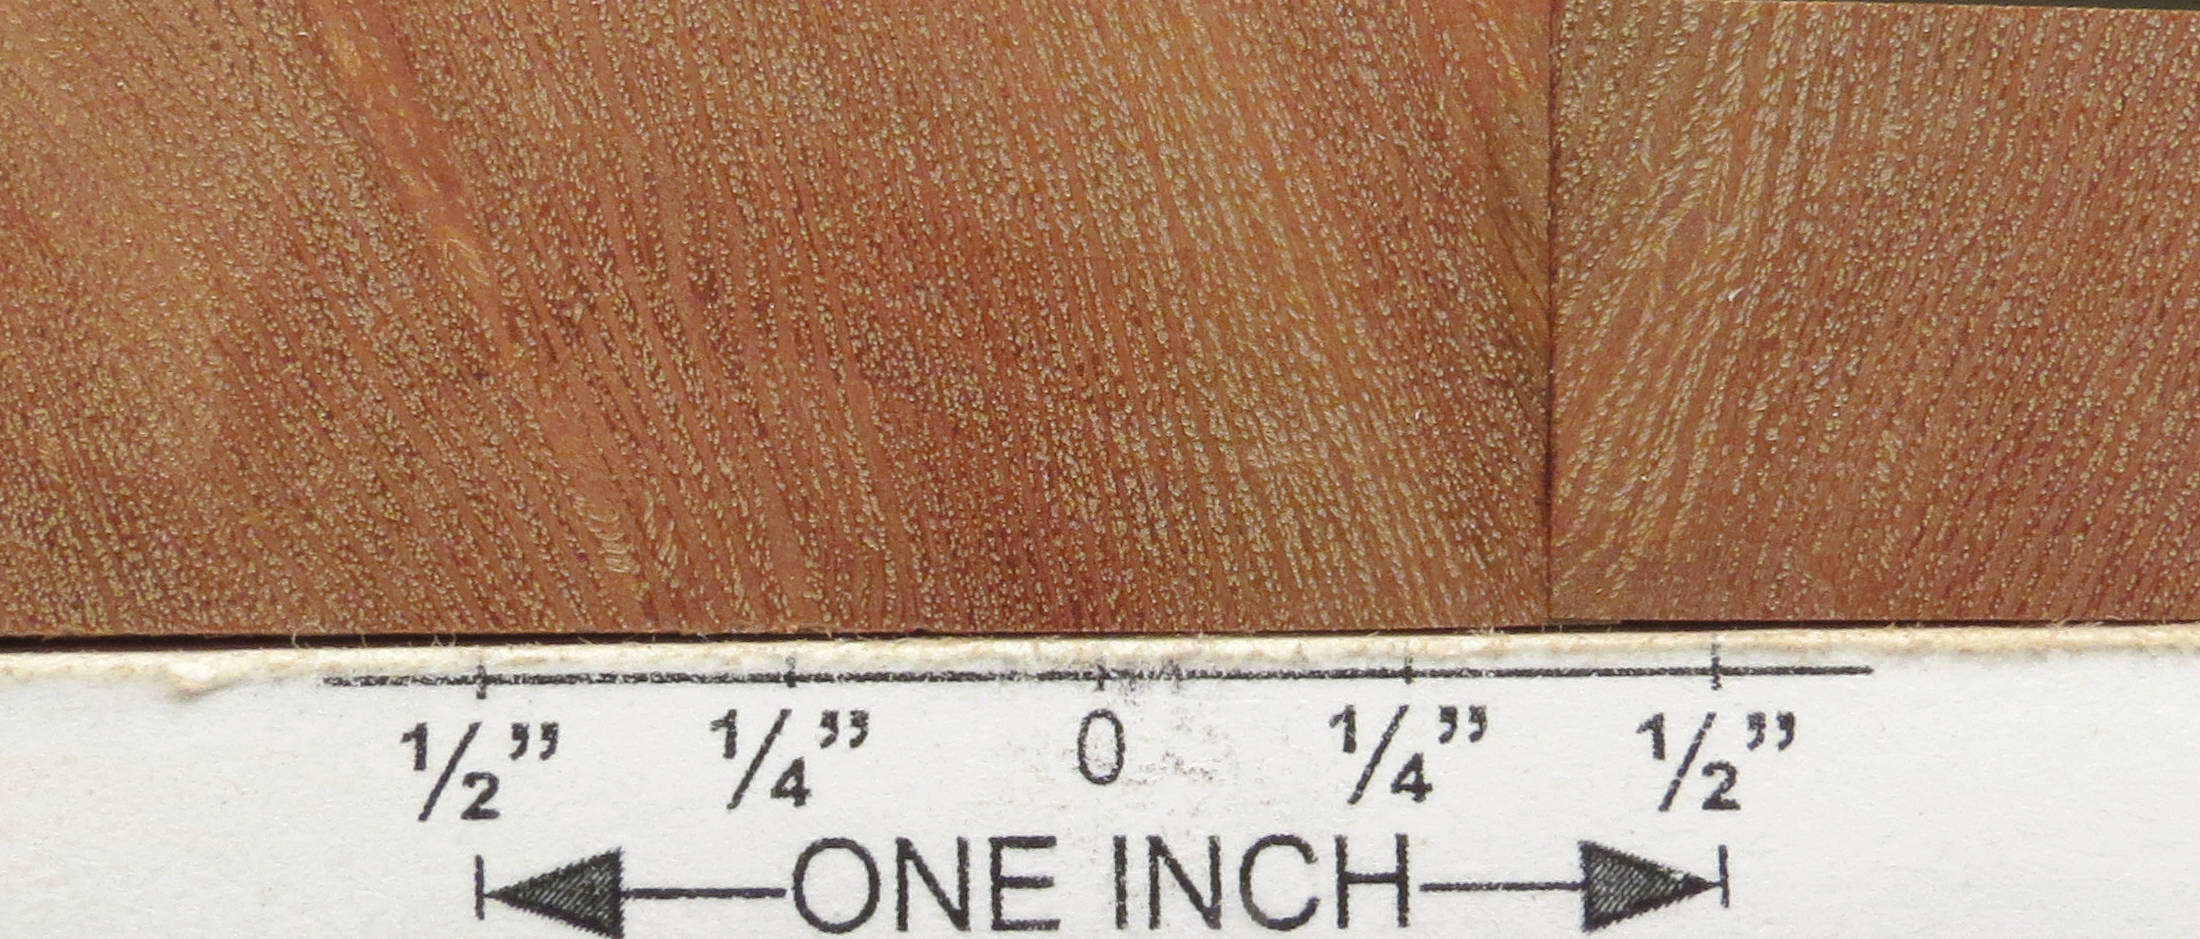 1/2” 1/4” 0 1/4” 1/2”
ONE INCH